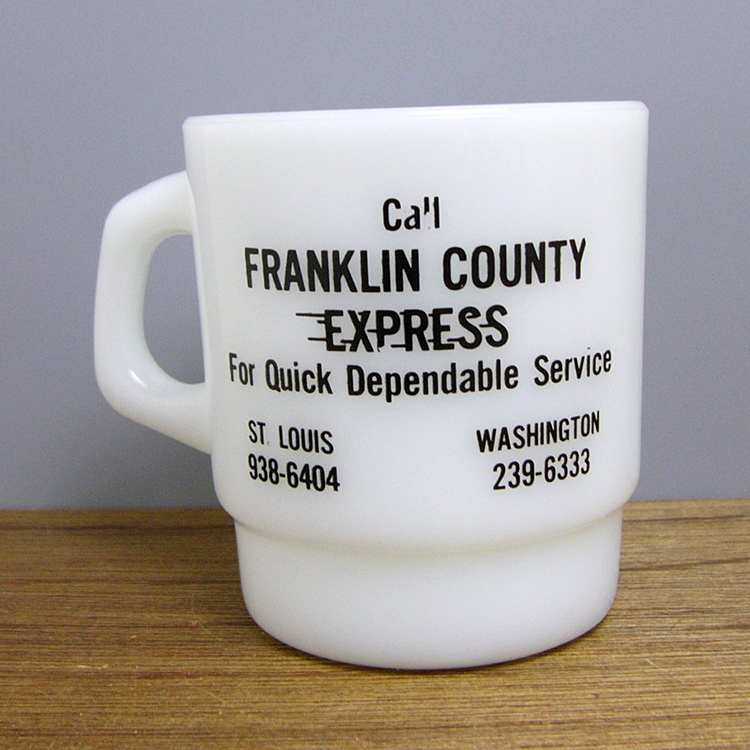 Call
FRANKLIN COUNTY
EXPRESS
For Quick Dependable Service
ST. LOUIS
938-6404
WASHINGTON
239-6333